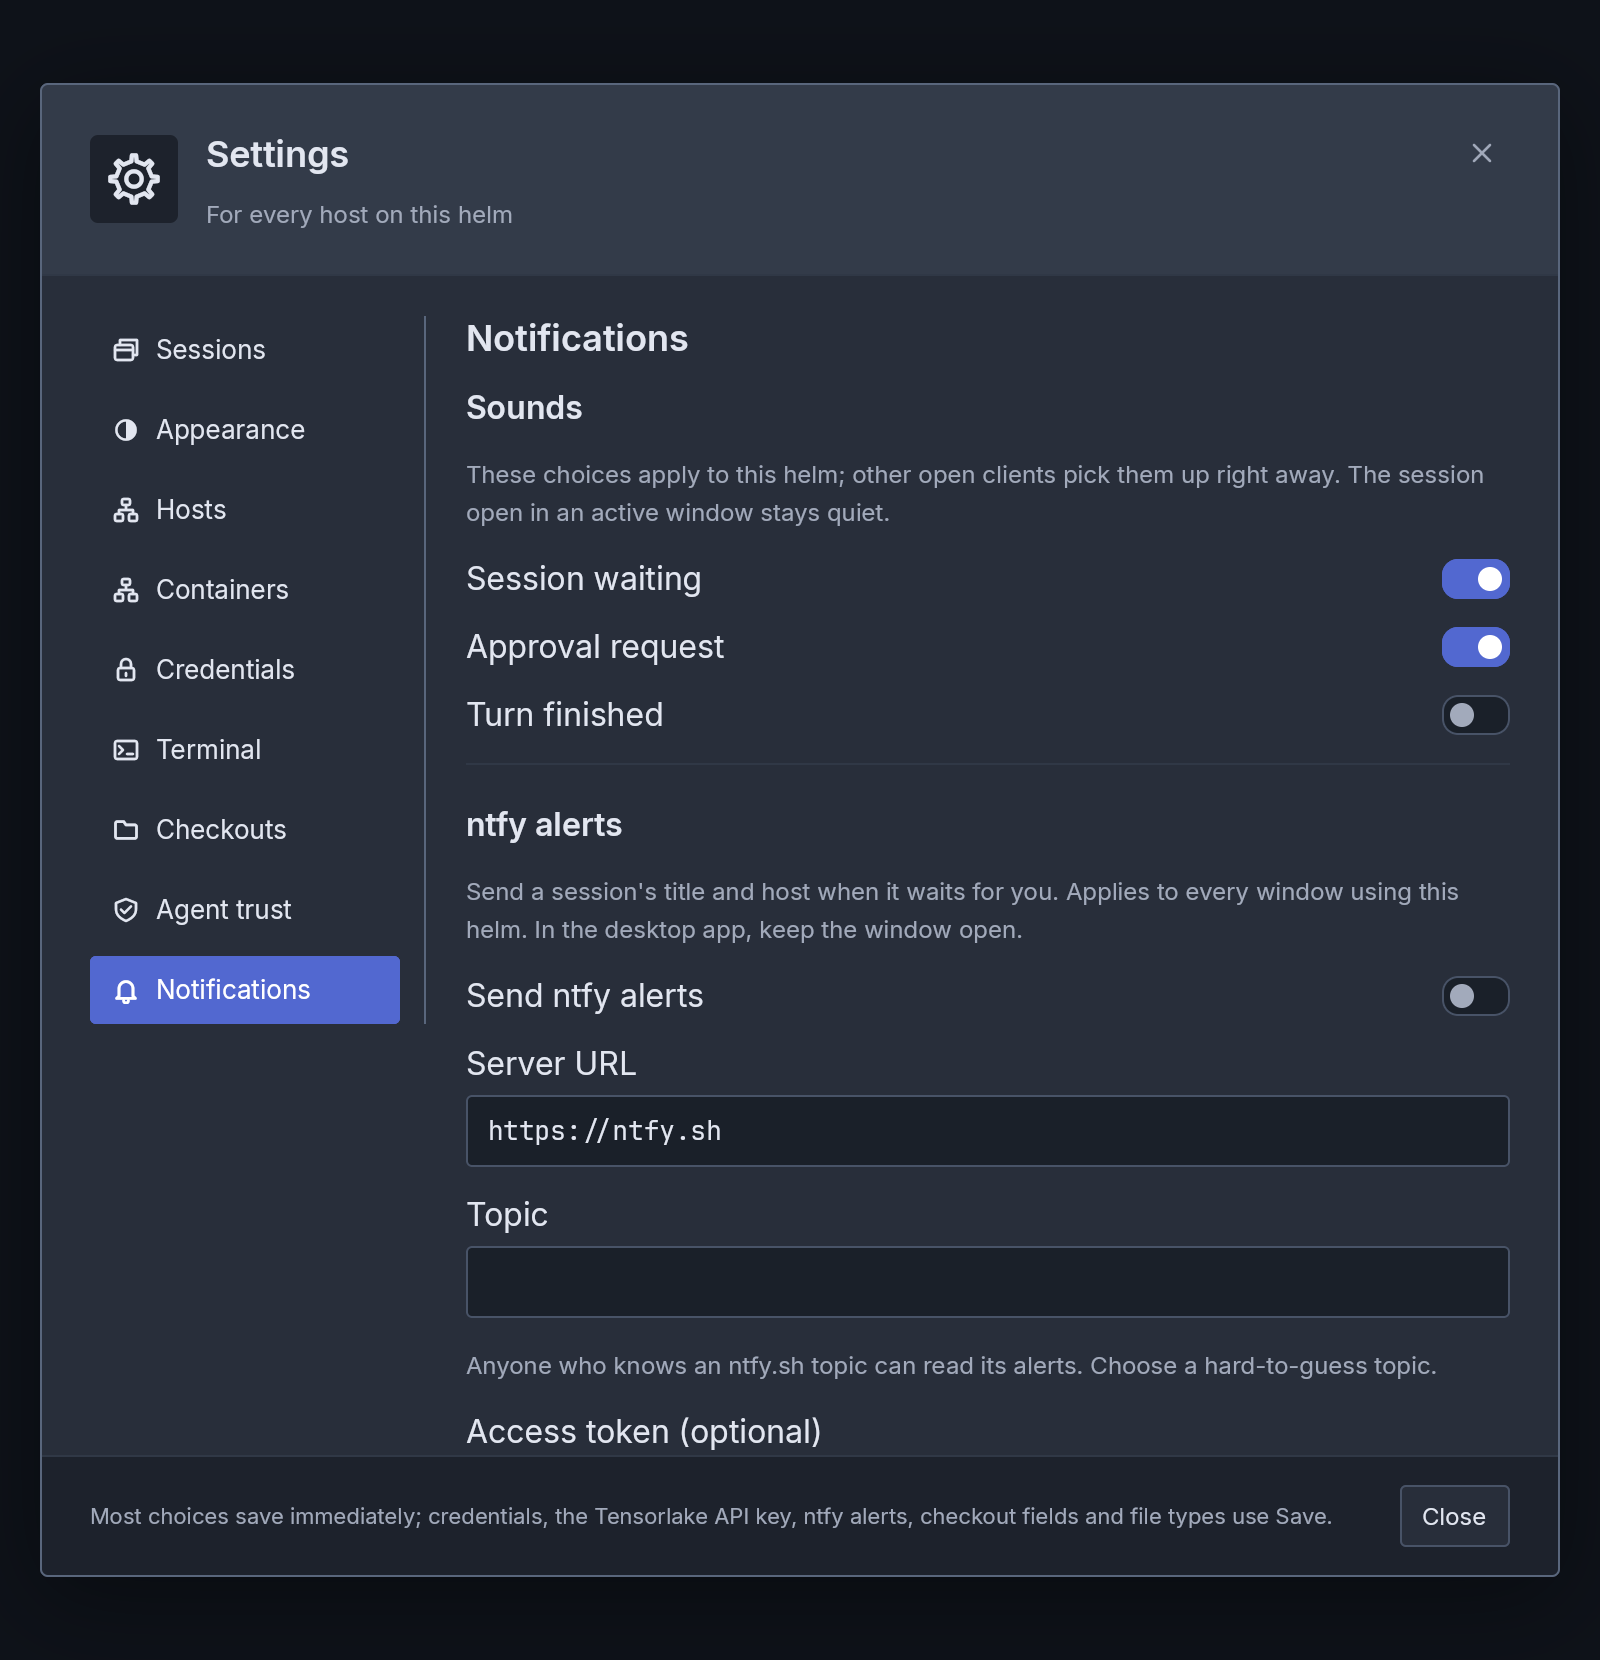 Settings
For every host on this helm
Sessions
Appearance
Hosts
Containers
Credentials
Terminal
Checkouts
Agent trust
Notifications
Notifications
Sounds
These choices apply to this helm; other open clients pick them up right away. The session
open in an active window stays quiet.
Session waiting
Approval request
Turn finished
ntfy alerts
Send a session's title and host when it waits for you. Applies to every window using this
helm. In the desktop app, keep the window open.
Send ntfy alerts
Server URL
https://ntfy.sh
Topic
Anyone who knows an ntfy.sh topic can read its alerts. Choose a hard-to-guess topic.
Access token (optional)
Most choices save immediately; credentials, the Tensorlake API key, ntfy alerts, checkout fields and file types use Save.
Close